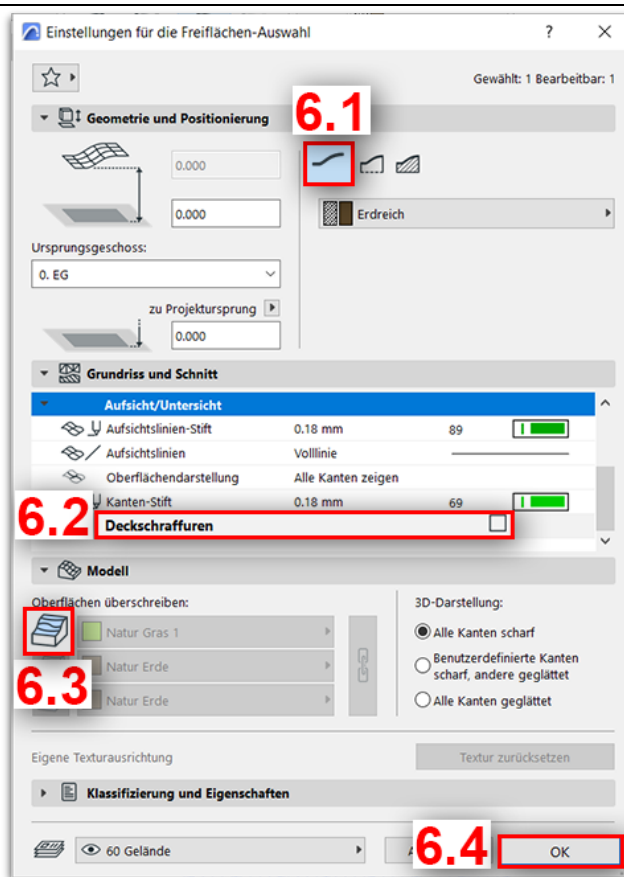 Einstellungen für die Freiflächen-Auswahl
Gewählt: 1 Bearbeitbar: 1
Geometrie und Positionierung
6.1
0.000
0.000
Erdreich
Ursprungsgeschoss:
0. EG
zu Projektursprung
0.000
Grundriss und Schnitt
Aufsicht/Untersicht
Aufsichtslinien-Stift 0.18 mm 89
Aufsichtslinien Volllinie
Oberflächendarstellung Alle Kanten zeigen
Kanten-Stift 0.18 mm 69
6.2
Deckschraffuren
Modell
Oberflächen überschreiben:
3D-Darstellung:
Natur Gras 1
Alle Kanten scharf
Natur Erde
Benutzerdefinierte Kanten
scharf, andere geglättet
6.3
Natur Erde
Alle Kanten geglättet
Eigene Texturausrichtung
Textur zurücksetzen
Klassifizierung und Eigenschaften
60 Gelände
6.4
OK